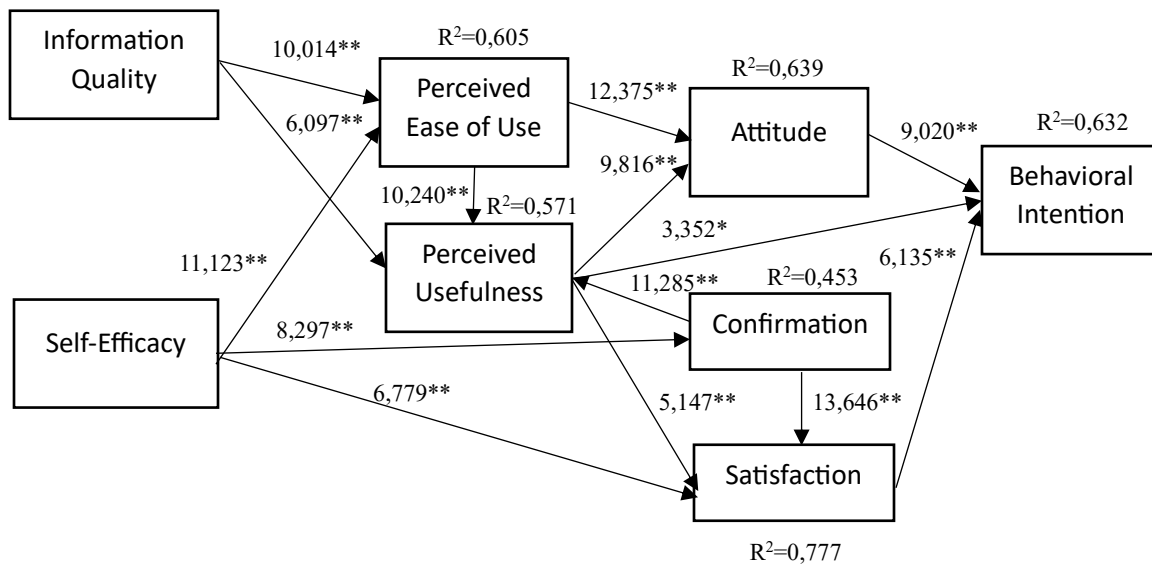 Information
Quality
10,014**
6,097**
R²=0,605
Perceived
Ease of Use
12,375**
R²=0,639
Attitude
9,020**
R²=0,632
Behavioral
Intention
9,816**
10,240**
R²=0,571
Perceived
Usefulness
3,352*
11,123**
11,285**
R²=0,453
Confirmation
6,135**
Self-Efficacy
8,297**
6,779**
5,147**
13,646**
Satisfaction
R²=0,777